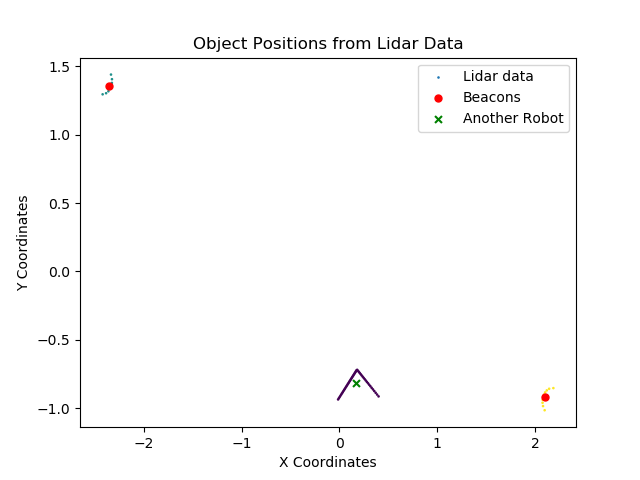 Object Positions from Lidar Data
Lidar data
Beacons
Another Robot
Y Coordinates
1.5
1.0
0.5
0.0
−0.5
−1.0
−2
−1
0
1
2
X Coordinates